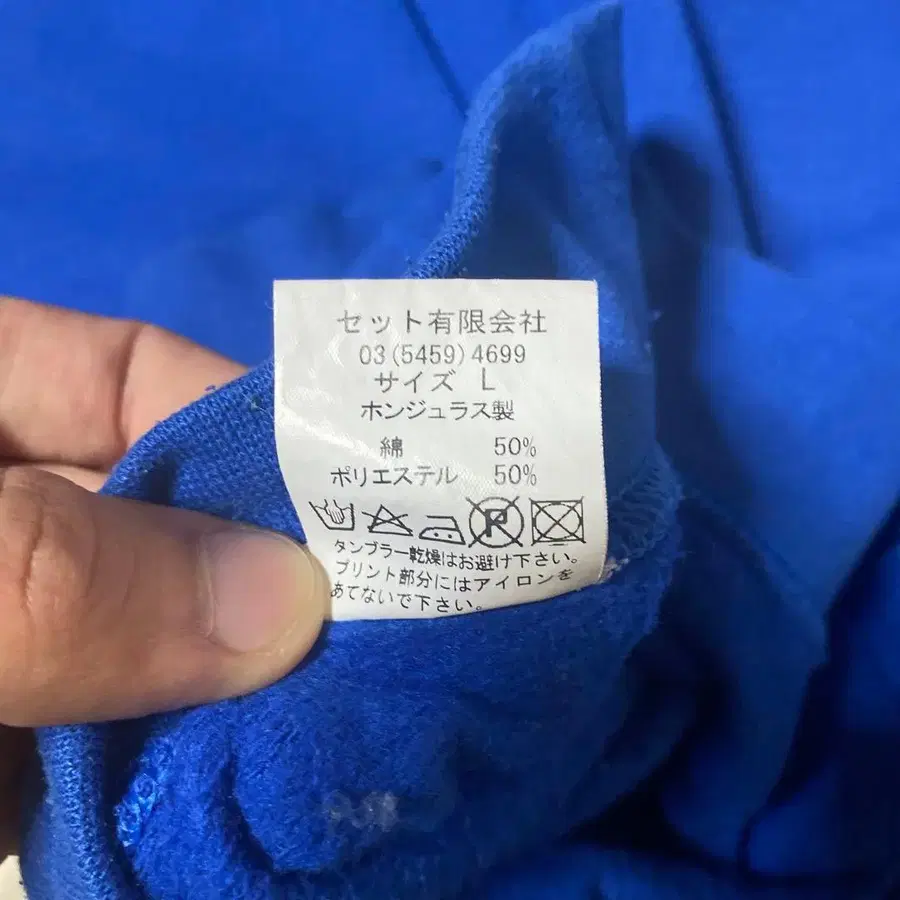 セット有限会社
03(5459)4699
サイズ L
ホンジュラス製
綿 50%
ポリエステル 50%
タンブラー乾燥はお避け下さい。
プリント部分にはアイロンを
あてないで下さい。